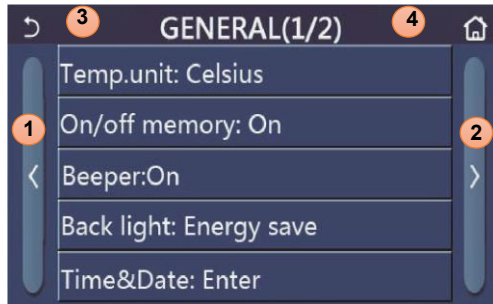 3 GENERAL(1/2) 4
Temp.unit: Celsius
1 On/off memory: On 2
Beeper:On
Back light: Energy save
Time&Date: Enter